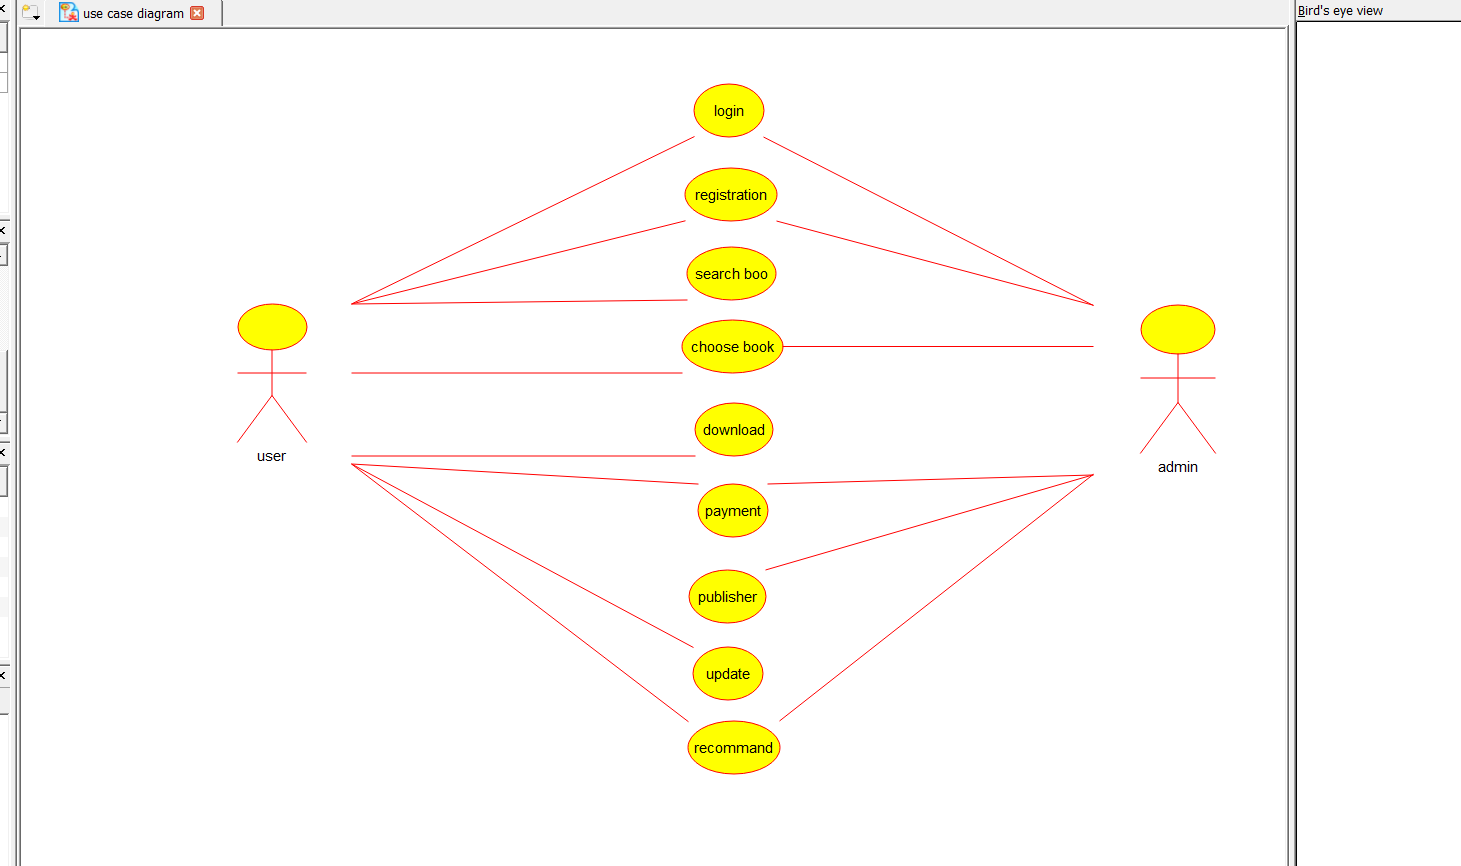 use case diagram
Bird's eye view
login
registration
search boo
choose book
download
user
admin
payment
publisher
update
recommand